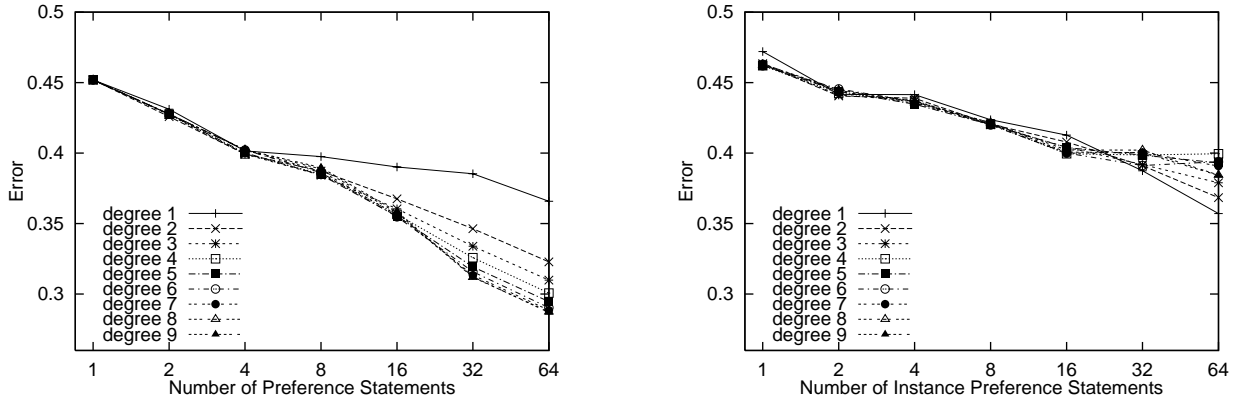 0.5
0.45
0.4
0.35
0.3
Error
degree 1
degree 2
degree 3
degree 4
degree 5
degree 6
degree 7
degree 8
degree 9
1 2 4 8 16 32 64
Number of Preference Statements
0.5
0.45
0.4
0.35
0.3
Error
degree 1
degree 2
degree 3
degree 4
degree 5
degree 6
degree 7
degree 8
degree 9
1 2 4 8 16 32 64
Number of Instance Preference Statements